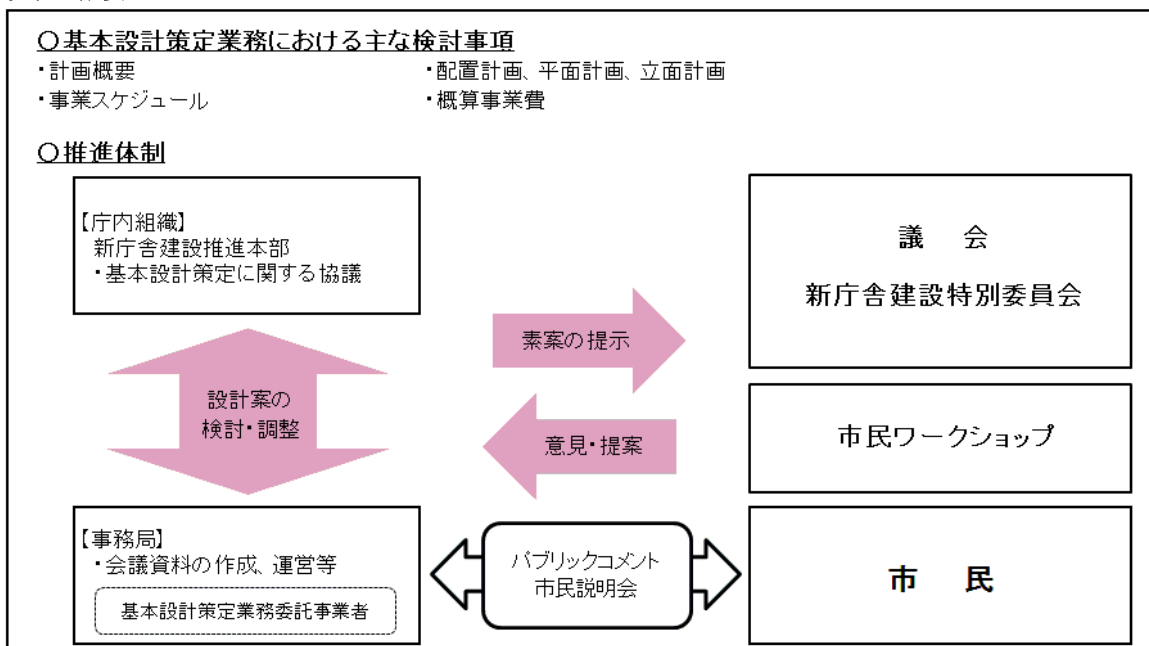 〇基本設計策定業務における主な検討事項
・計画概要
・配置計画、平面計画、立面計画
・事業スケジュール
・概算事業費
〇推進体制
【庁内組織】
新庁舎建設推進本部
・基本設計策定に関する協議
議 会
新庁舎建設特別委員会
素案の提示
設計案の
検討・調整
意見・提案
市民ワークショップ
【事務局】
・会議資料の作成、運営等
基本設計策定業務委託事業者
パブリックコメント
市民説明会
市 民